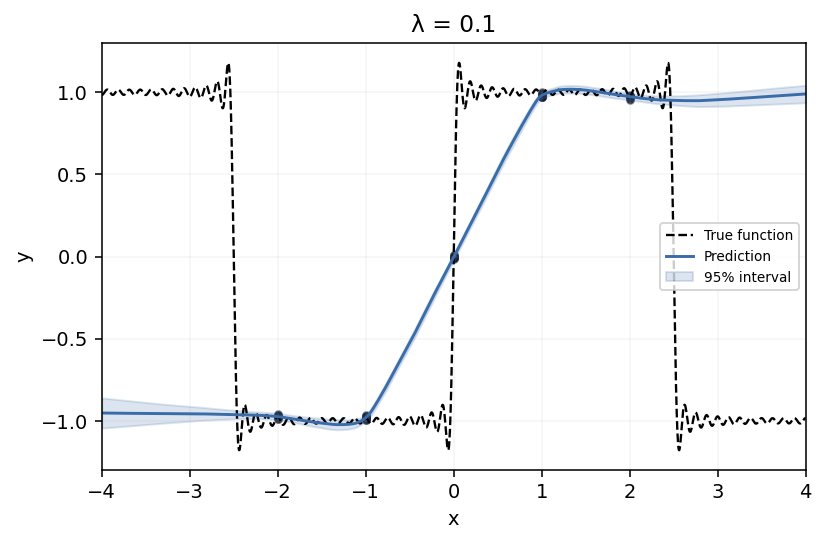 λ = 0.1
y
1.0
0.5
0.0
−0.5
−1.0
True function
Prediction
95% interval
−4 −3 −2 −1 0 1 2 3 4
x